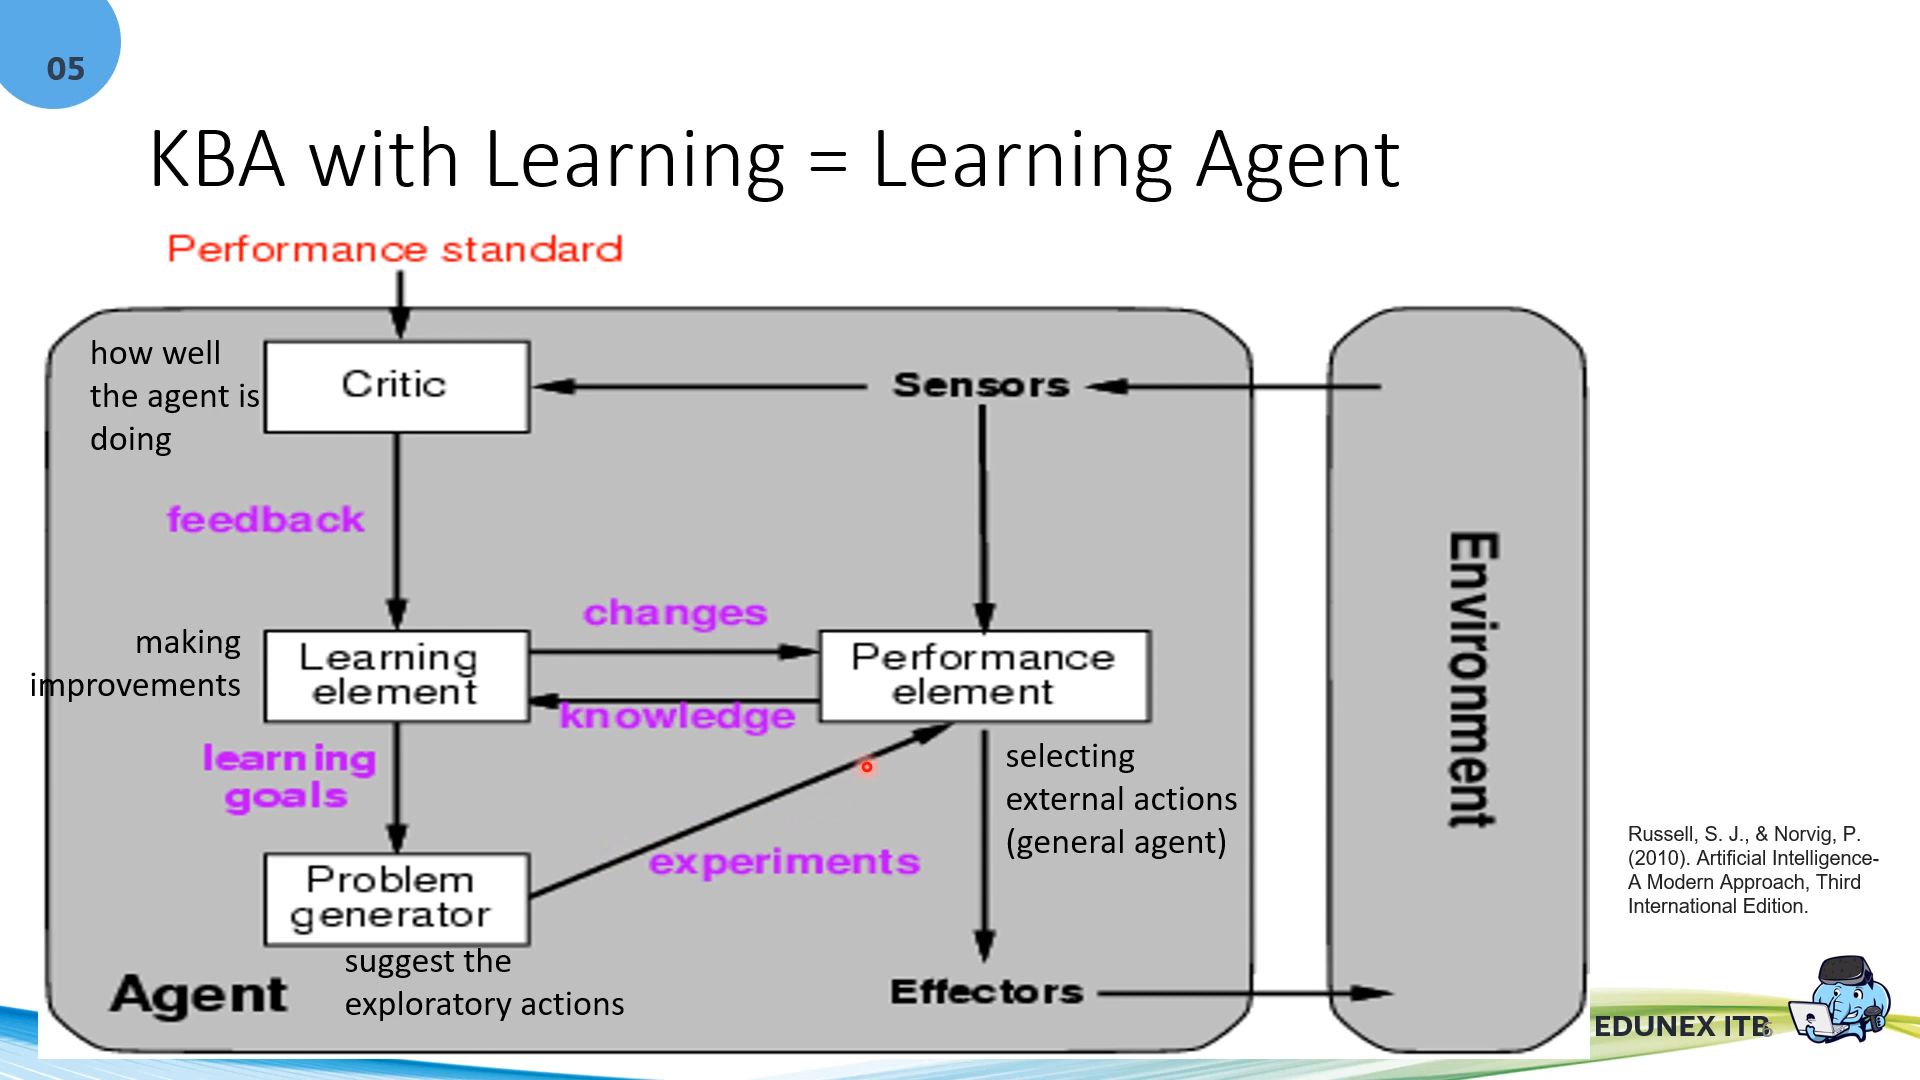 05
KBA with Learning = Learning Agent
Performance standard
how well
the agent is
doing
Critic
Sensors
feedback
changes
making
improvements
Learning
element
Performance
element
knowledge
learning
goals
selecting
external actions
(general agent)
experiments
Problem
generator
suggest the
exploratory actions
Agent
Effectors
Environment
Russell, S. J., & Norvig, P.
(2010). Artificial Intelligence-
A Modern Approach, Third
International Edition.
EDUNEX ITB